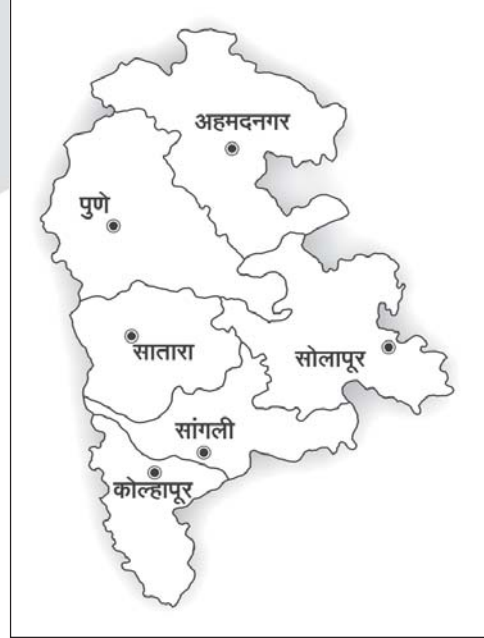 अहमदनगर
पुणे
सातारा
सोलापूर
सांगली
कोल्हापूर